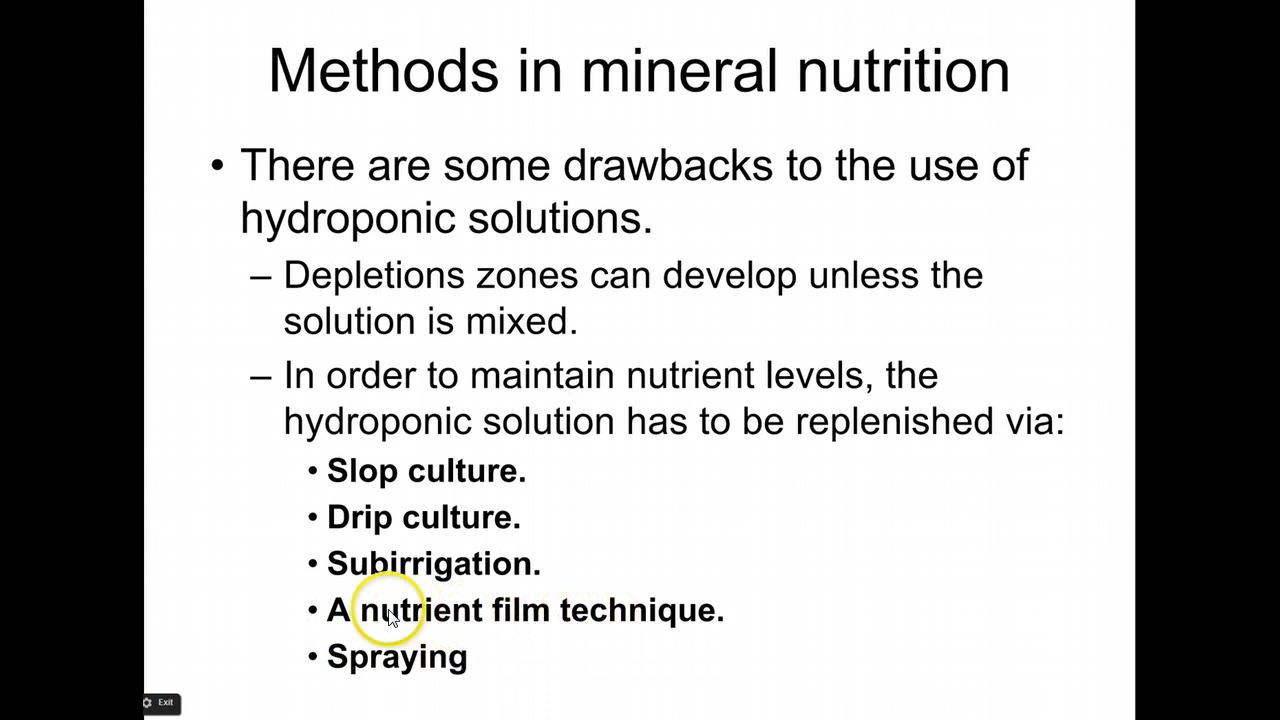 Methods in mineral nutrition
• There are some drawbacks to the use of
hydroponic solutions.
– Depletions zones can develop unless the
solution is mixed.
– In order to maintain nutrient levels, the
hydroponic solution has to be replenished via:
• Slop culture.
• Drip culture.
• Subirrigation.
• A nutrient film technique.
• Spraying
Exit